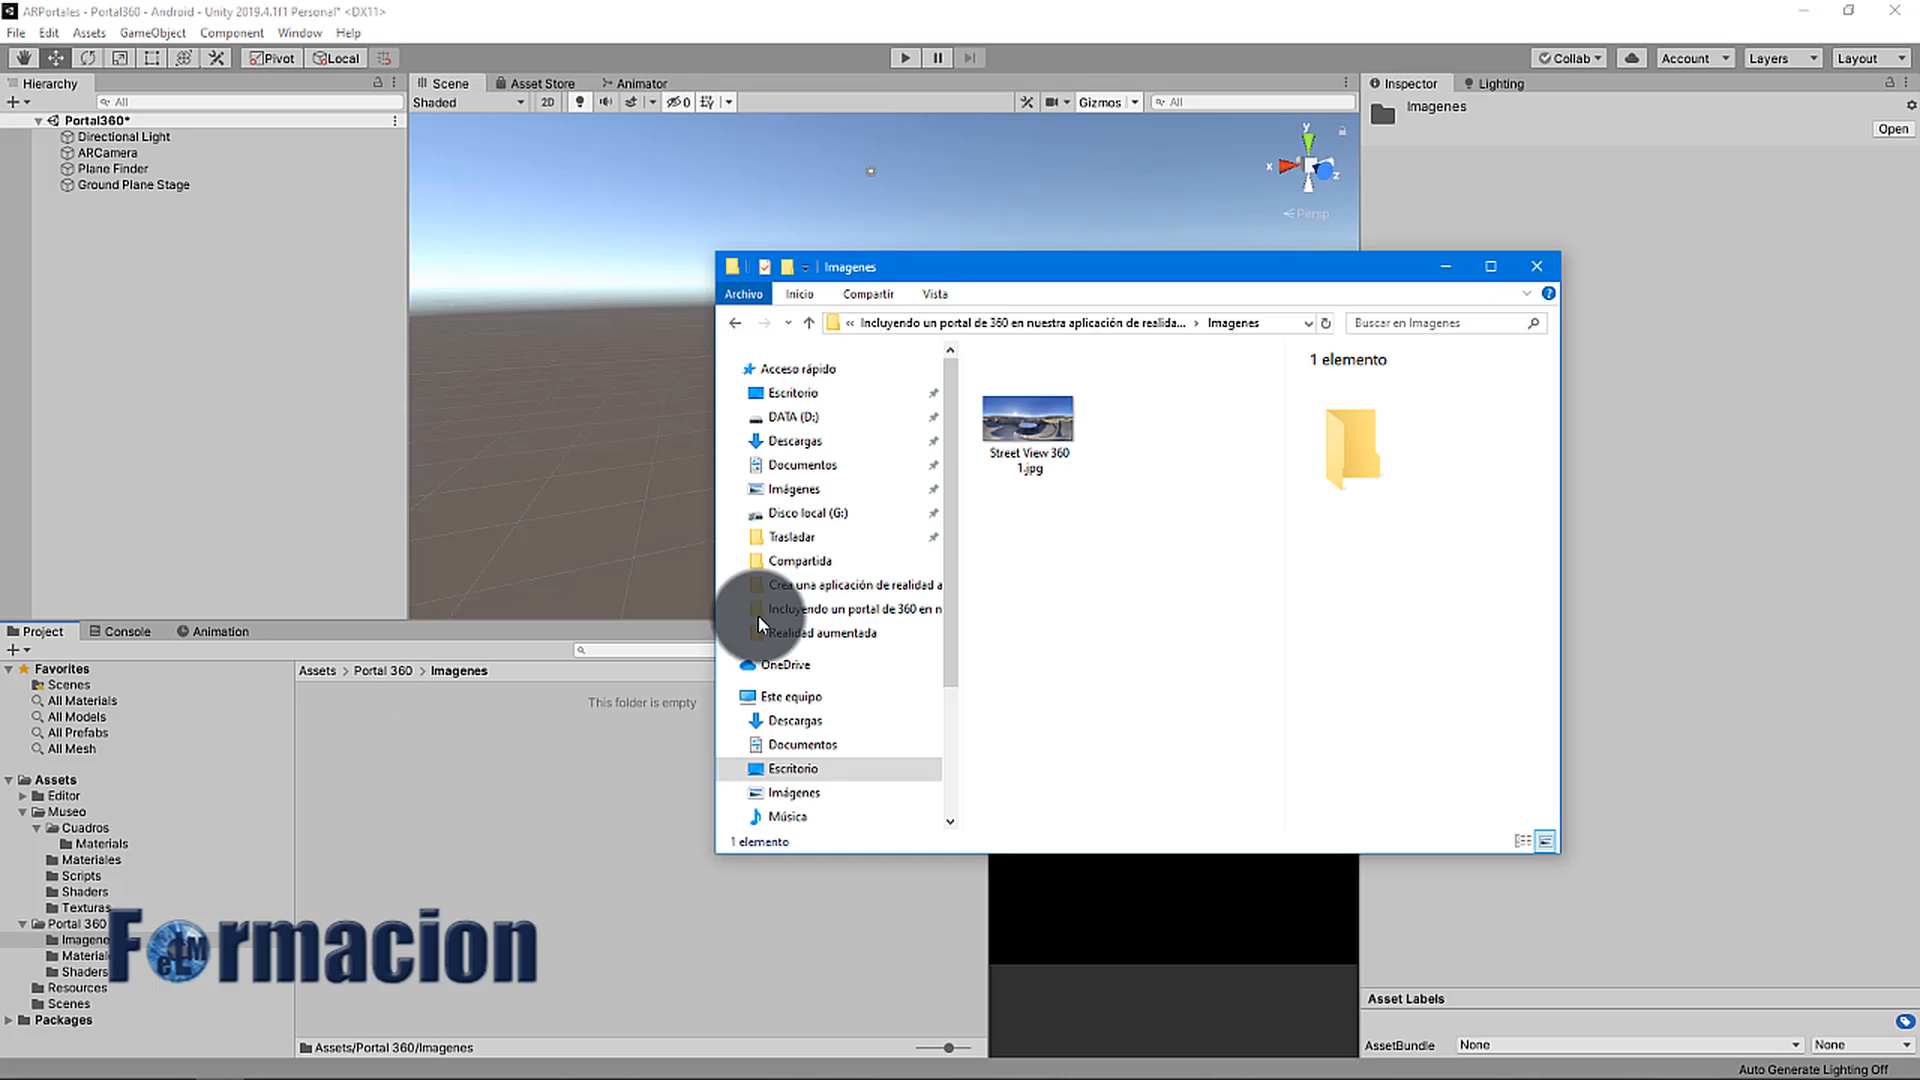 ARPortales - Portal360 - Android - Unity 2019.4.1f1 Personal* <DX11>
File Edit Assets GameObject Component Window Help
Pivot Local Collab Account Layers Layout
Hierarchy
All
Portal360*
Directional Light
ARCamera
Plane Finder
Ground Plane Stage
Scene Asset Store Animator
Shaded 2D 0 Gizmos All
y
x
z
Persp
Inspector Lighting
Imagenes
Open
Imagenes
Archivo Inicio Compartir Vista
« Incluyendo un portal de 360 en nuestra aplicación de realida... > Imagenes
Buscar en Imagenes
Acceso rápido
Escritorio
DATA (D:)
Descargas
Documentos
Imágenes
Disco local (G:)
Trasladar
Compartida
Crea una aplicación de realidad a
Incluyendo un portal de 360 en n
Realidad aumentada
OneDrive
Este equipo
Descargas
Documentos
Escritorio
Imágenes
Música
Street View 360
1.jpg
1 elemento
1 elemento
Project Console Animation
Favorites
Scenes
All Materials
All Models
All Prefabs
All Mesh
Assets
Editor
Museo
Cuadros
Materials
Materiales
Scripts
Shaders
Texturas
Portal 360
Imagene
Material
Shaders
Resources
Scenes
Packages
Assets > Portal 360 > Imagenes
This folder is empty
Assets/Portal 360/Imagenes
Formacion
eLM
Asset Labels
AssetBundle None None
Auto Generate Lighting Off